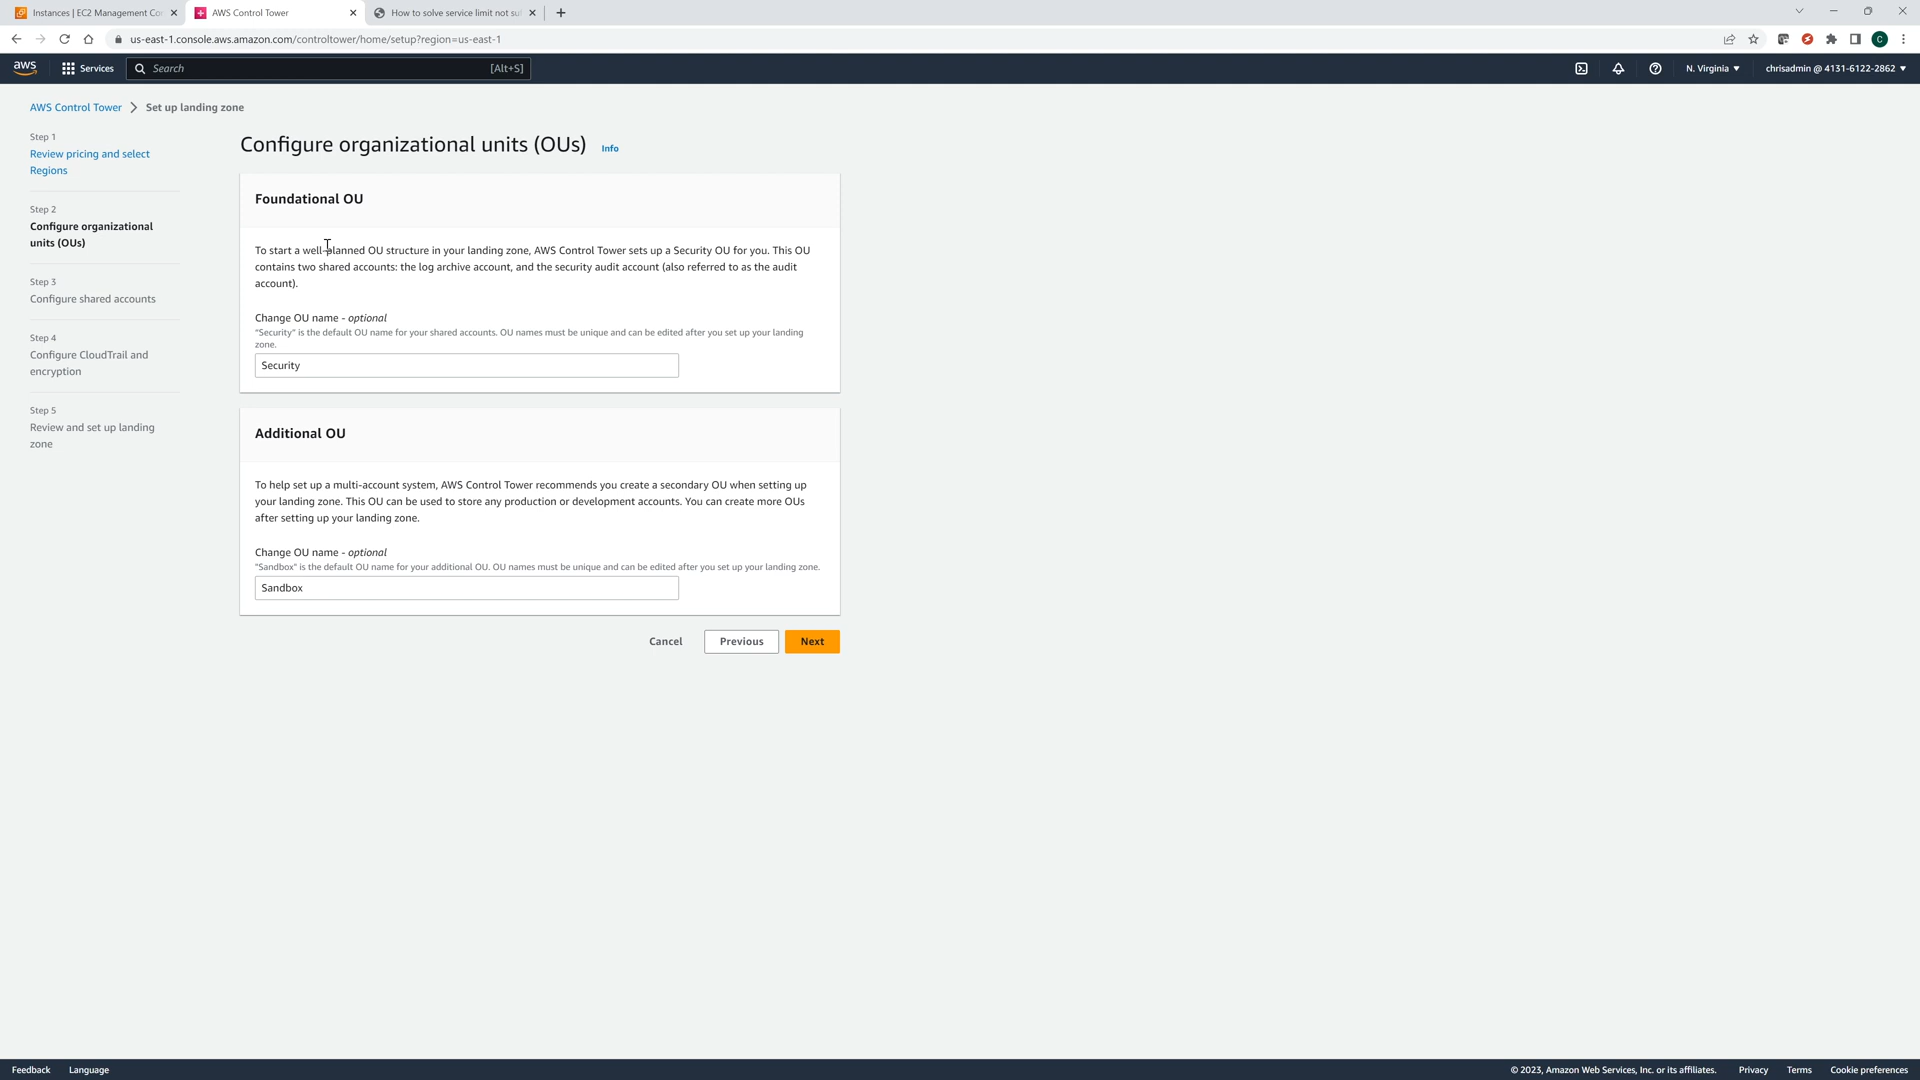 Instances | EC2 Management Co
AWS Control Tower
How to solve service limit not su
us-east-1.console.aws.amazon.com/controltower/home/setup?region=us-east-1
C
aws
Services
Search
[Alt+S]
N. Virginia
chrisadmin @ 4131-6122-2862
AWS Control Tower
Set up landing zone
Step 1
Review pricing and select
Regions
Step 2
Configure organizational
units (OUs)
Step 3
Configure shared accounts
Step 4
Configure CloudTrail and
encryption
Step 5
Review and set up landing
zone
Configure organizational units (OUs) Info
Foundational OU
To start a well-planned OU structure in your landing zone, AWS Control Tower sets up a Security OU for you. This OU
contains two shared accounts: the log archive account, and the security audit account (also referred to as the audit
account).
Change OU name - optional
"Security" is the default OU name for your shared accounts. OU names must be unique and can be edited after you set up your landing
zone.
Security
Additional OU
To help set up a multi-account system, AWS Control Tower recommends you create a secondary OU when setting up
your landing zone. This OU can be used to store any production or development accounts. You can create more OUs
after setting up your landing zone.
Change OU name - optional
"Sandbox" is the default OU name for your additional OU. OU names must be unique and can be edited after you set up your landing zone.
Sandbox
Cancel
Previous
Next
Feedback
Language
© 2023, Amazon Web Services, Inc. or its affiliates.
Privacy
Terms
Cookie preferences